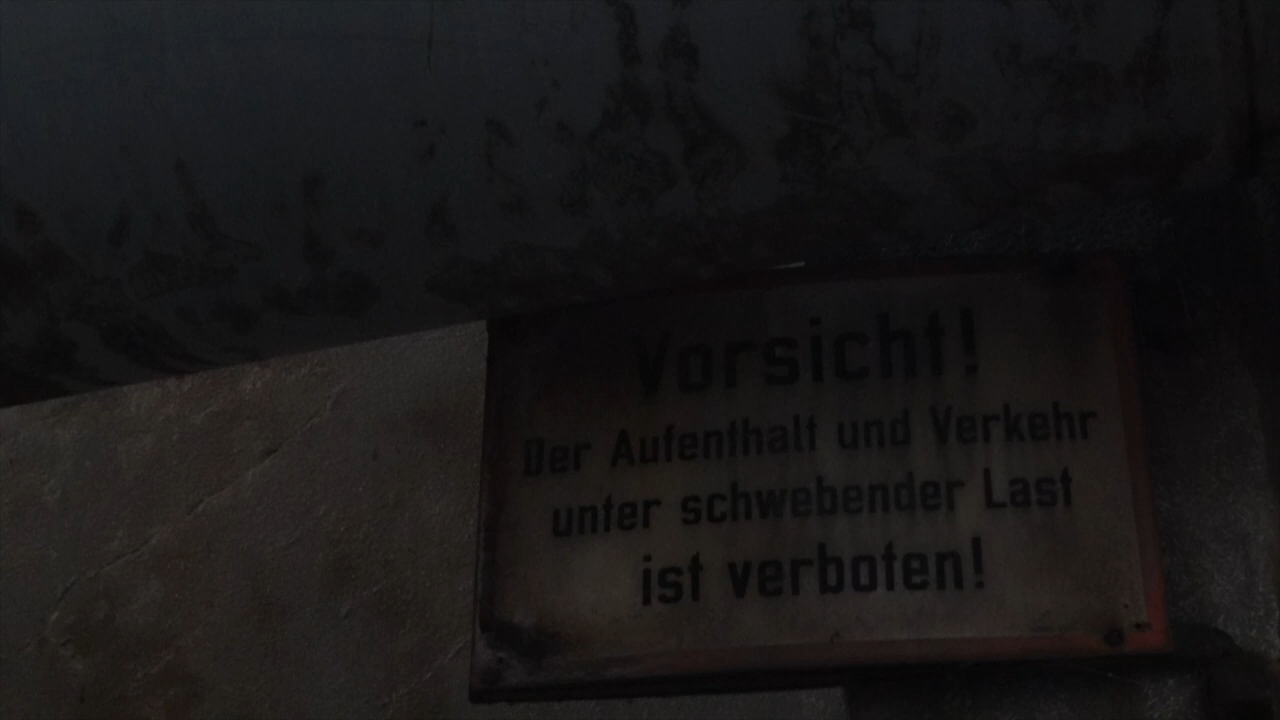 Vorsicht!
Der Aufenthalt und Verkehr
unter schwebender Last
ist verboten!